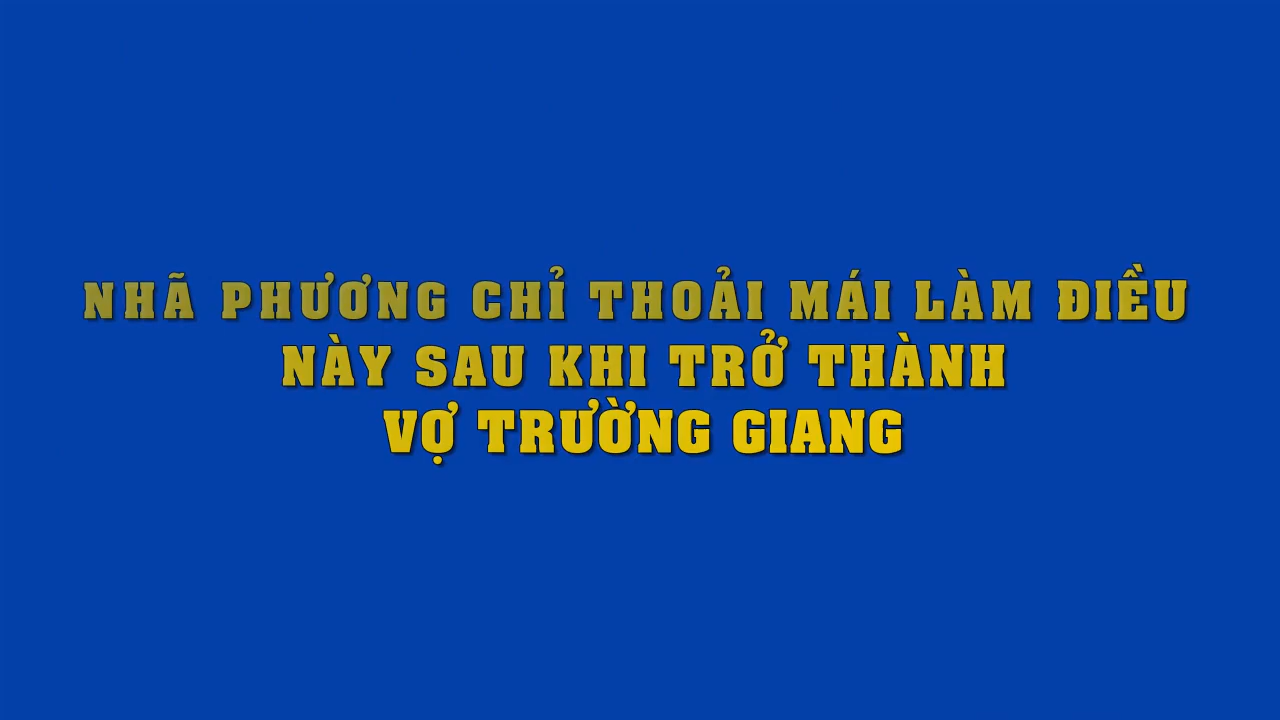 NHÃ PHƯƠNG CHỈ THOẢI MÁI LÀM ĐIỀU
NÀY SAU KHI TRỞ THÀNH
VỢ TRƯỜNG GIANG